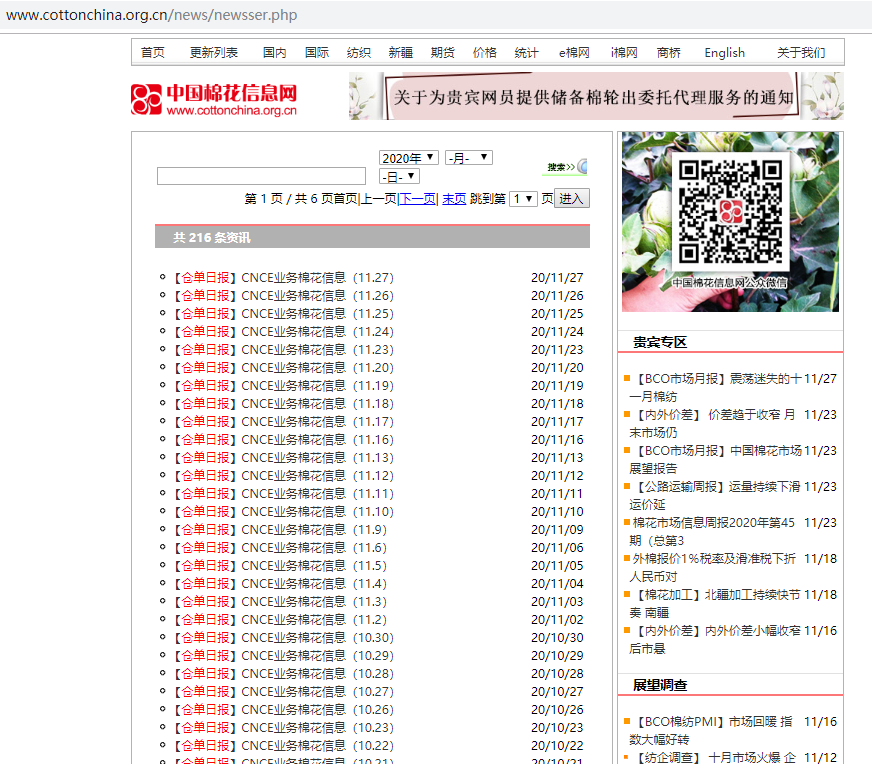 www.cottonchina.org.cn/news/newsser.php
首页 更新列表 国内 国际 纺织 新疆 期货 价格 统计 e棉网 i棉网 商桥 English 关于我们
中国棉花信息网
www.cottonchina.org.cn
关于为贵宾网员提供储备棉轮出委托代理服务的通知
2020年 -月-
-日-
搜索>>
第 1 页 / 共 6 页首页|上一页|下一页| 末页 跳到第 1 页 进入
共 216 条资讯
【仓单日报】CNCE业务棉花信息（11.27） 20/11/27
【仓单日报】CNCE业务棉花信息（11.26） 20/11/26
【仓单日报】CNCE业务棉花信息（11.25） 20/11/25
【仓单日报】CNCE业务棉花信息（11.24） 20/11/24
【仓单日报】CNCE业务棉花信息（11.23） 20/11/23
【仓单日报】CNCE业务棉花信息（11.20） 20/11/20
【仓单日报】CNCE业务棉花信息（11.19） 20/11/19
【仓单日报】CNCE业务棉花信息（11.18） 20/11/18
【仓单日报】CNCE业务棉花信息（11.17） 20/11/17
【仓单日报】CNCE业务棉花信息（11.16） 20/11/16
【仓单日报】CNCE业务棉花信息（11.13） 20/11/13
【仓单日报】CNCE业务棉花信息（11.12） 20/11/12
【仓单日报】CNCE业务棉花信息（11.11） 20/11/11
【仓单日报】CNCE业务棉花信息（11.10） 20/11/10
【仓单日报】CNCE业务棉花信息（11.9） 20/11/09
【仓单日报】CNCE业务棉花信息（11.6） 20/11/06
【仓单日报】CNCE业务棉花信息（11.5） 20/11/05
【仓单日报】CNCE业务棉花信息（11.4） 20/11/04
【仓单日报】CNCE业务棉花信息（11.3） 20/11/03
【仓单日报】CNCE业务棉花信息（11.2） 20/11/02
【仓单日报】CNCE业务棉花信息（10.30） 20/10/30
【仓单日报】CNCE业务棉花信息（10.29） 20/10/29
【仓单日报】CNCE业务棉花信息（10.28） 20/10/28
【仓单日报】CNCE业务棉花信息（10.27） 20/10/27
【仓单日报】CNCE业务棉花信息（10.26） 20/10/26
【仓单日报】CNCE业务棉花信息（10.23） 20/10/23
【仓单日报】CNCE业务棉花信息（10.22） 20/10/22
【仓单日报】CNCE业务棉花信息（10.21） 20/10/21
中国棉花信息网公众微信
贵宾专区
【BCO市场月报】震荡迷失的十 11/27
一月棉纺
【内外价差】 价差趋于收窄 月 11/23
末市场仍
【BCO市场月报】中国棉花市场 11/23
展望报告
【公路运输周报】运量持续下滑 11/23
运价延
棉花市场信息周报2020年第45 11/23
期（总第3
外棉报价1%税率及滑准税下折 11/18
人民币对
【棉花加工】北疆加工持续快节 11/18
奏 南疆
【内外价差】内外价差小幅收窄 11/16
后市悬
展望调查
【BCO棉纺PMI】市场回暖 指 11/16
数大幅好转
【纺企调查】 十月市场火爆 企 11/12